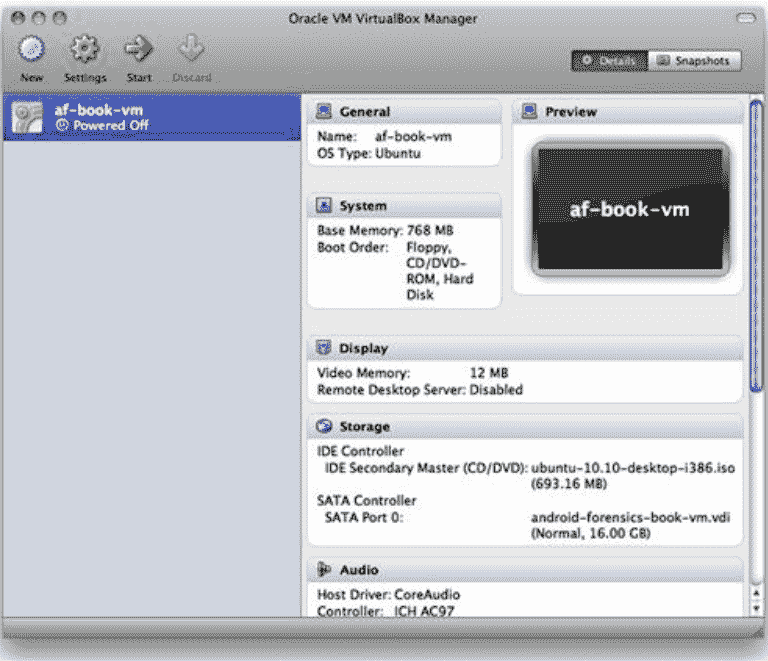 Oracle VM VirtualBox Manager
New Settings Start Discard
Details Snapshots
af-book-vm
Powered Off
General
Name: af-book-vm
OS Type: Ubuntu
System
Base Memory: 768 MB
Boot Order: Floppy,
CD/DVD-
ROM, Hard
Disk
Preview
af-book-vm
Display
Video Memory: 12 MB
Remote Desktop Server: Disabled
Storage
IDE Controller
IDE Secondary Master (CD/DVD): ubuntu-10.10-desktop-i386.iso
(693.16 MB)
SATA Controller
SATA Port 0: android-forensics-book-vm.vdi
(Normal, 16.00 GB)
Audio
Host Driver: CoreAudio
Controller: ICH AC97